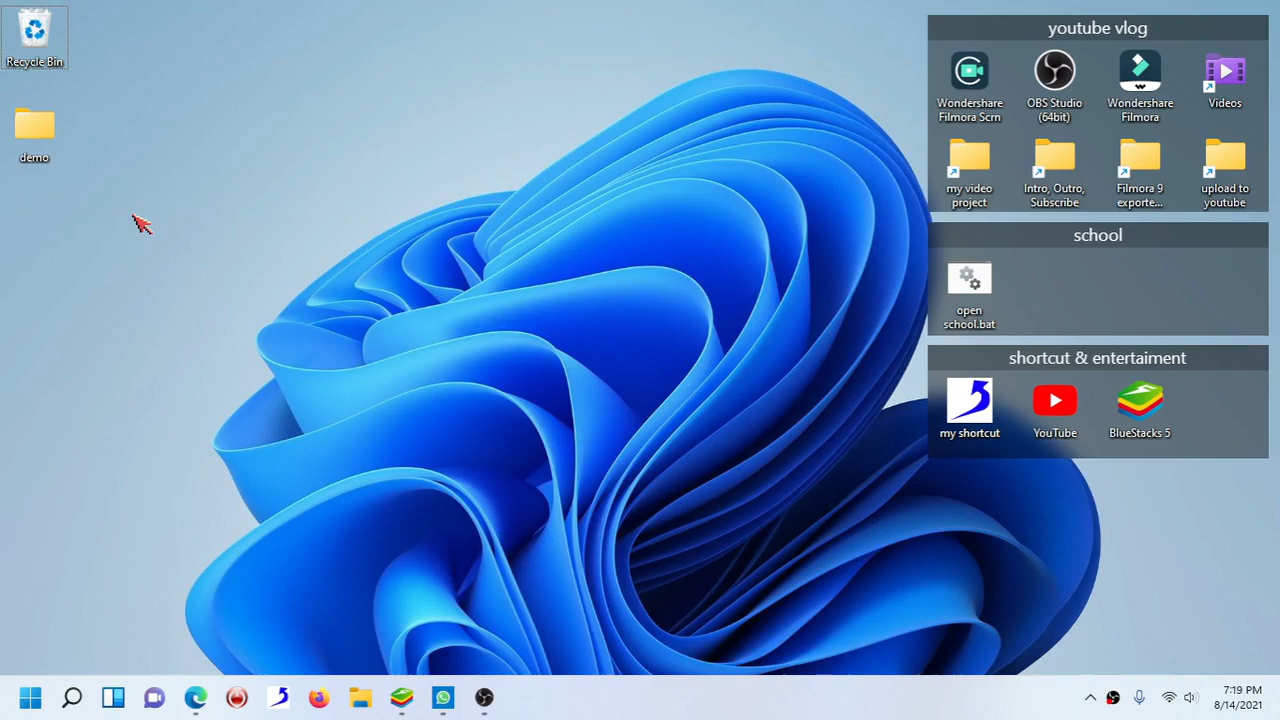 Recycle Bin
demo
youtube vlog
Wondershare
Filmora Scrn
OBS Studio
(64bit)
Wondershare
Filmora
Videos
my video
project
Intro, Outro,
Subscribe
Filmora 9
exporte...
upload to
youtube
school
open
school.bat
shortcut & entertaiment
my shortcut
YouTube
BlueStacks 5
7:19 PM
8/14/2021